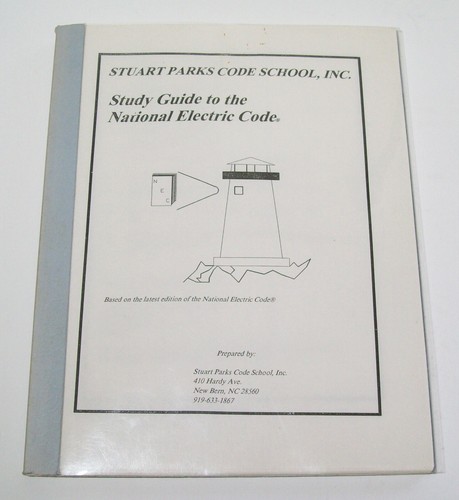 STUART PARKS CODE SCHOOL, INC.
Study Guide to the
National Electric Code®
N
E
C
Based on the latest edition of the National Electric Code®
Prepared by:
Stuart Parks Code School, Inc.
410 Hardy Ave.
New Bern, NC 28560
919-633-1867